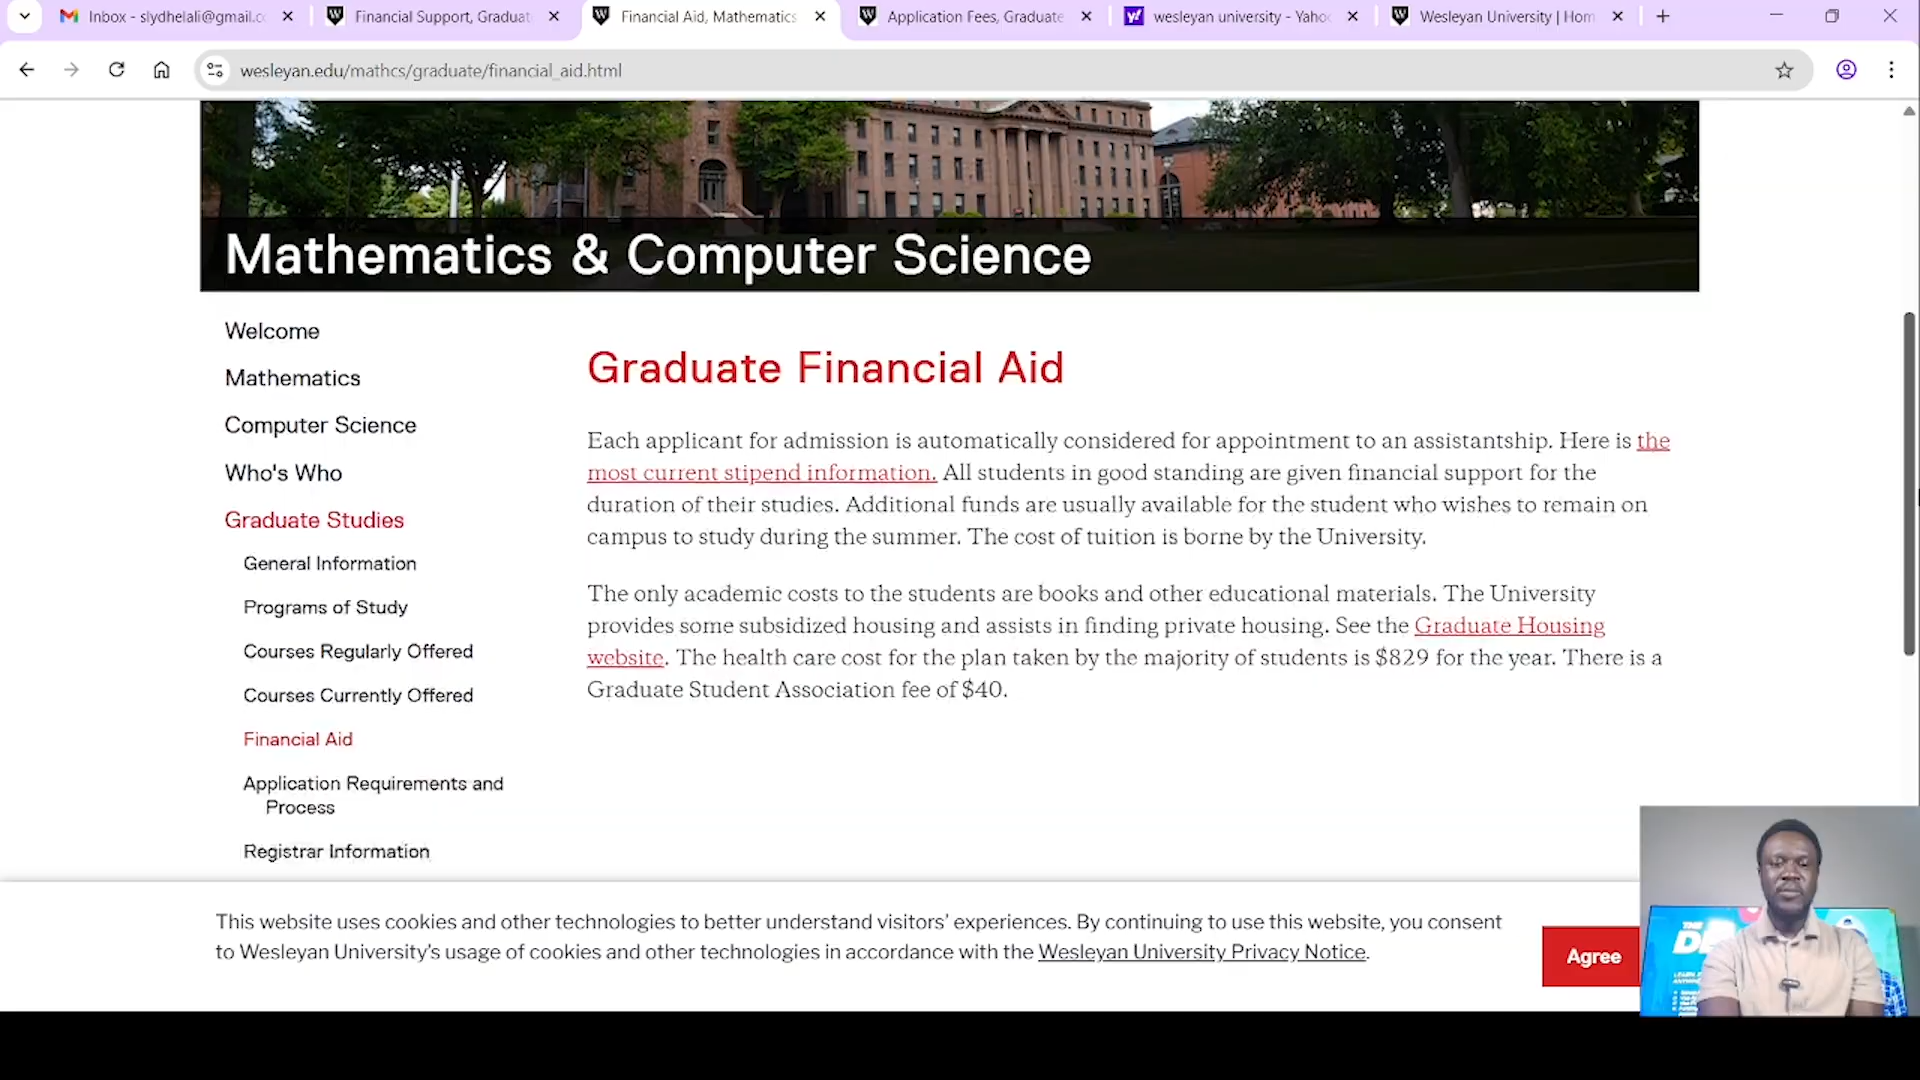 Inbox - slydhelali@gmail.c
Financial Support, Graduat
Financial Aid, Mathematics
Application Fees, Graduate
wesleyan university - Yaho
Wesleyan University | Hom
wesleyan.edu/mathcs/graduate/financial_aid.html
Mathematics & Computer Science
Welcome
Mathematics
Computer Science
Who's Who
Graduate Studies
General Information
Programs of Study
Courses Regularly Offered
Courses Currently Offered
Financial Aid
Application Requirements and
Process
Registrar Information
Graduate Financial Aid
Each applicant for admission is automatically considered for appointment to an assistantship. Here is the
most current stipend information. All students in good standing are given financial support for the
duration of their studies. Additional funds are usually available for the student who wishes to remain on
campus to study during the summer. The cost of tuition is borne by the University.
The only academic costs to the students are books and other educational materials. The University
provides some subsidized housing and assists in finding private housing. See the Graduate Housing
website. The health care cost for the plan taken by the majority of students is $829 for the year. There is a
Graduate Student Association fee of $40.
This website uses cookies and other technologies to better understand visitors' experiences. By continuing to use this website, you consent
to Wesleyan University's usage of cookies and other technologies in accordance with the Wesleyan University Privacy Notice.
Agree